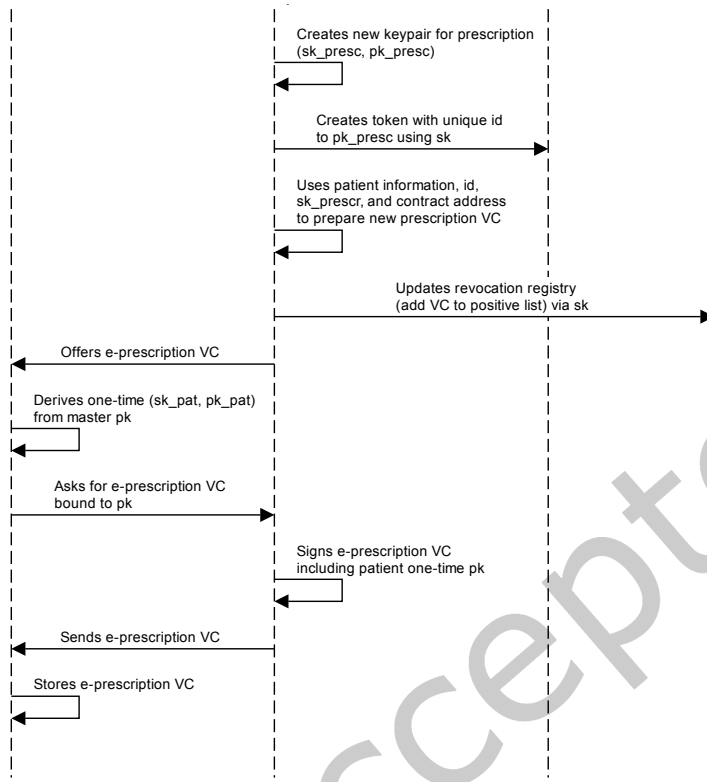 Creates new keypair for prescription
(sk_presc, pk_presc)
Creates token with unique id
to pk_presc using sk
Uses patient information, id,
sk_prescr, and contract address
to prepare new prescription VC
Updates revocation registry
(add VC to positive list) via sk
Offers e-prescription VC
Derives one-time (sk_pat, pk_pat)
from master pk
Asks for e-prescription VC
bound to pk
Signs e-prescription VC
including patient one-time pk
Sends e-prescription VC
Stores e-prescription VC